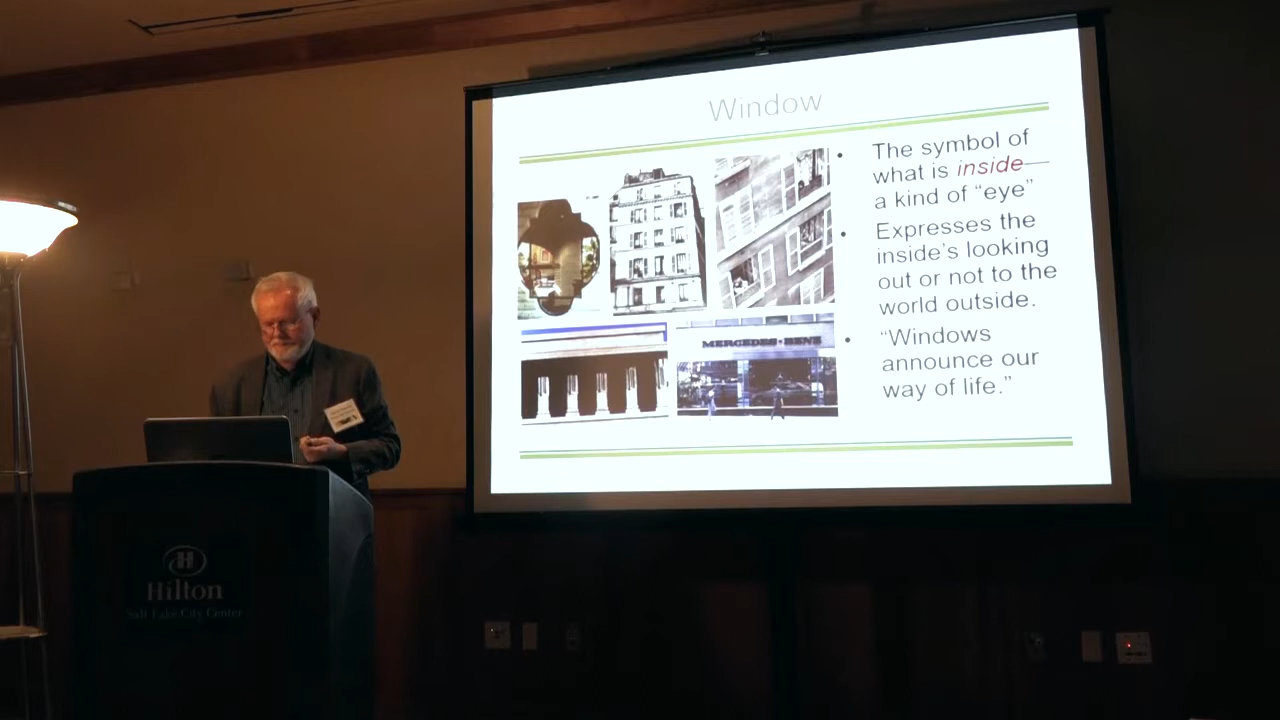 Window
The symbol of
what is inside—
a kind of “eye”
Expresses the
inside’s looking
out or not to the
world outside.
“Windows
announce our
way of life.”
MERCEDES-BENZ
H
Hilton
Salt Lake City Center